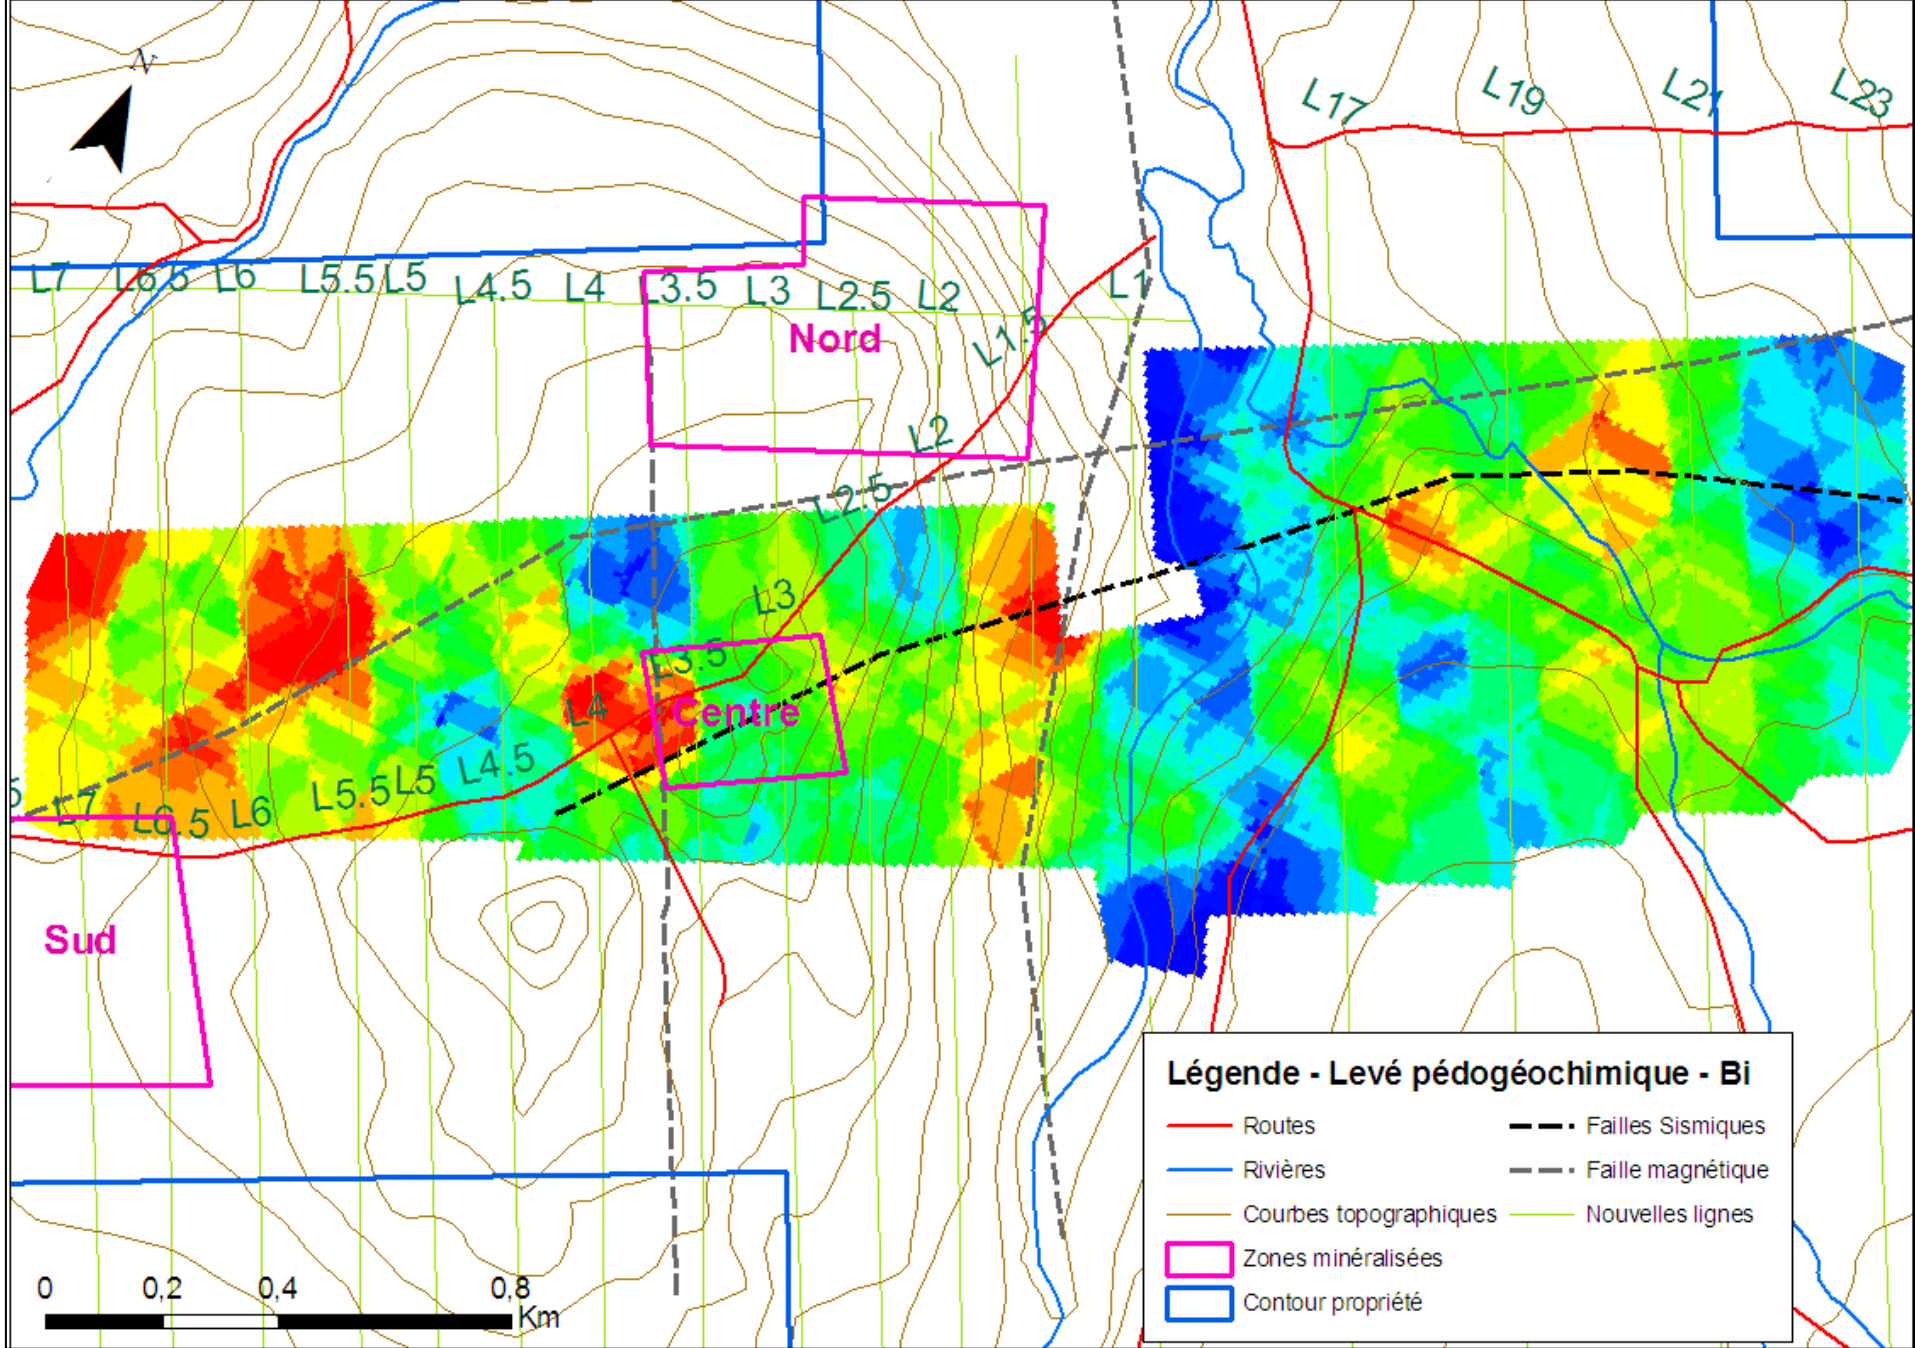 N
L17
L19
L21
L23
L7
L6.5
L6
L5.5
L5
L4.5
L4
L3.5
L3
L2.5
L2
L1.5
L1
Nord
L2
L2.5
L3
L3.5
Centre
L4
L4.5
L5
L5.5
L6
L6.5
L7
5
Sud
0 0,2 0,4 0,8
Km
Légende - Levé pédogéochimique - Bi
Routes
Failles Sismiques
Rivières
Faille magnétique
Courbes topographiques
Nouvelles lignes
Zones minéralisées
Contour propriété